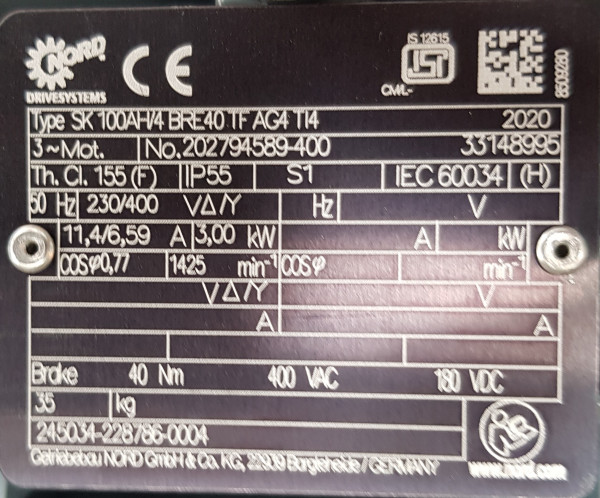 NORD
DRIVESYSTEMS
CE
IS 12615
ISI
CM/L-
8509280
Type SK 100AH/4 BRE40 TF AG4 TI4 2020
3~Mot. No. 202794589-400 33148995
Th. Cl. 155 (F) IP55 S1 IEC 60034 (H)
50 Hz 230/400 VΔ/Y Hz V
11,4/6,59 A 3,00 kW A kW
COSφ0,77 1425 min-1 COSφ min-1
VΔ/Y V
A A
Brake 40 Nm 400 VAC 180 VDC
35 kg
245034-228786-0004
Getriebebau NORD GmbH & Co. KG, 22939 Bargteheide / GERMANY www.nord.com